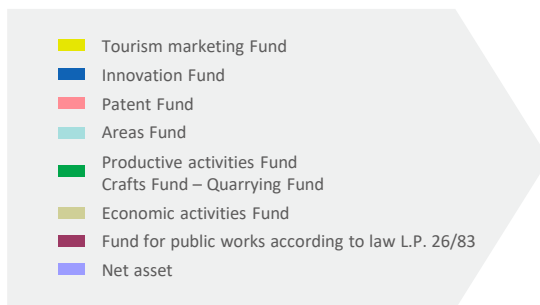 Tourism marketing Fund
Innovation Fund
Patent Fund
Areas Fund
Productive activities Fund
Crafts Fund – Quarrying Fund
Economic activities Fund
Fund for public works according to law L.P. 26/83
Net asset